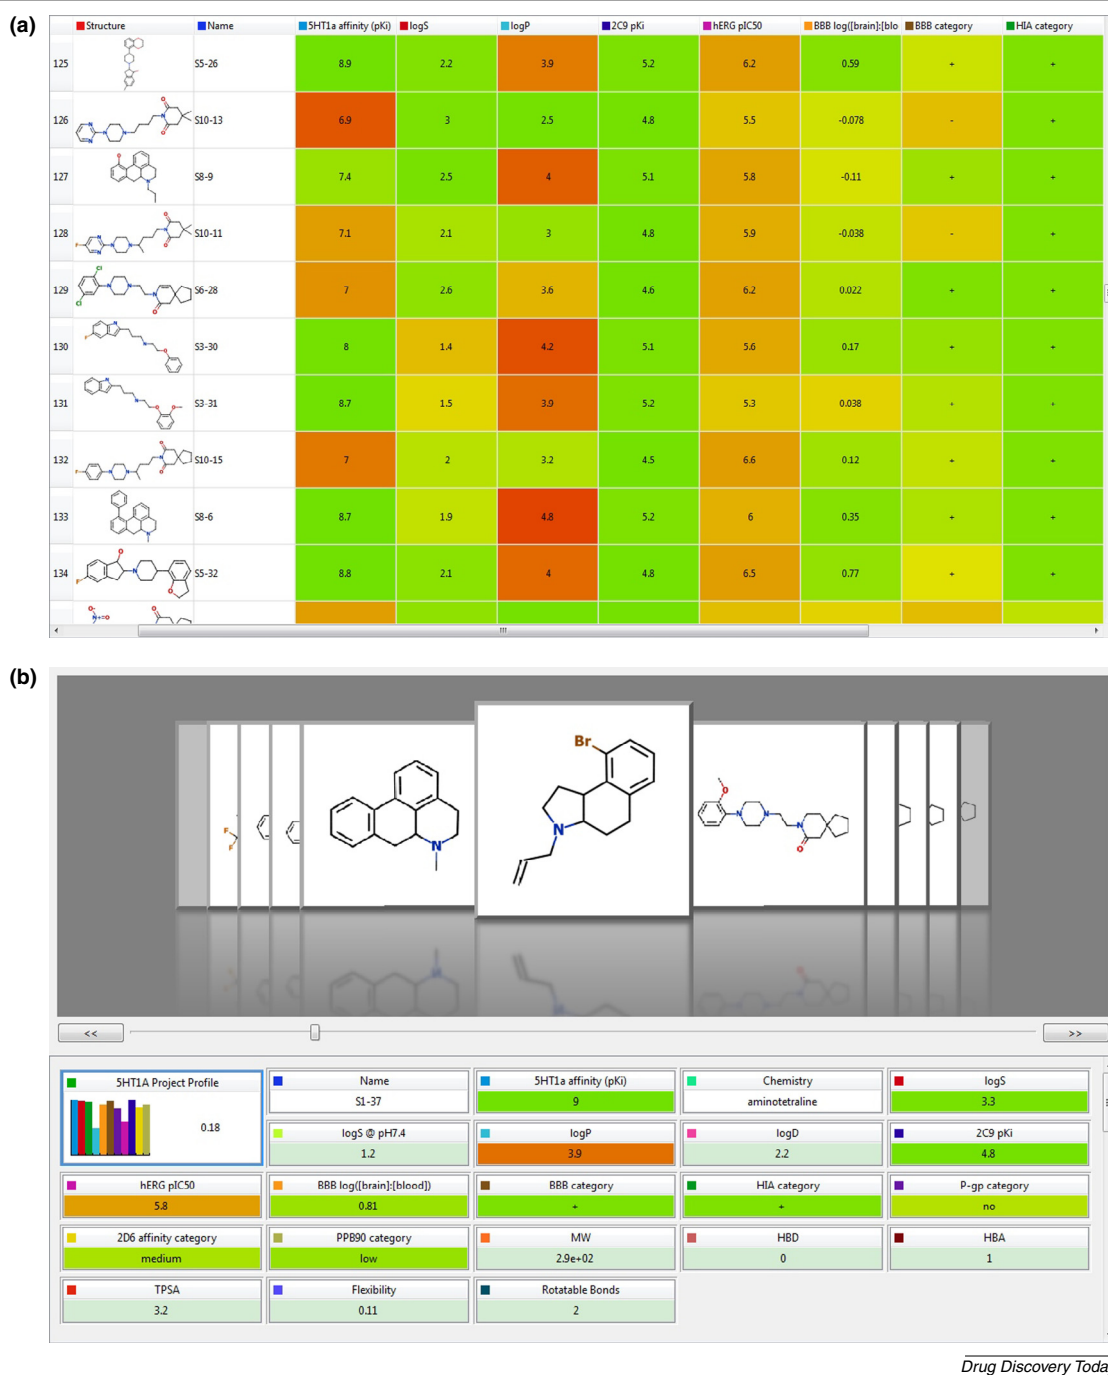 (a)
Structure Name 5HT1A affinity (pKi) logS logP 2C9 pKi hERG pIC50 BBB log([brain]:[blo BBB category HIA category
125 S5-26 8.9 2.2 3.9 5.2 6.2 0.59 + +
126 S10-13 6.9 3 2.5 4.8 5.5 -0.078 - +
127 S8-9 7.4 2.5 4 5.1 5.8 -0.11 + +
128 S10-11 7.1 2.1 3 4.8 5.9 -0.038 - +
129 S6-28 7 2.6 3.6 4.6 6.2 0.022 + +
130 S3-30 8 1.4 4.2 5.1 5.6 0.17 + +
131 S3-31 8.7 1.5 3.9 5.2 5.3 0.038 + +
132 S10-15 7 2 3.2 4.5 6.6 0.12 + +
133 S8-6 8.7 1.9 4.8 5.2 6 0.35 + +
134 S5-32 8.8 2.1 4 4.8 6.5 0.77 + +
(b)
Br N N O N N N O
<< >>
5HT1A Project Profile Name 5HT1a affinity (pKi) Chemistry logS
0.18 S1-37 9 aminotetraline 3.3
logS @ pH7.4 logP logD 2C9 pKi
1.2 3.9 2.2 4.8
hERG pIC50 BBB log([brain]:[blood]) BBB category HIA category P-gp category
5.8 0.81 + + no
2D6 affinity category PPB90 category MW HBD HBA
medium low 2.9e+02 0 1
TPSA Flexibility Rotatable Bonds
3.2 0.11 2
Drug Discovery Toda